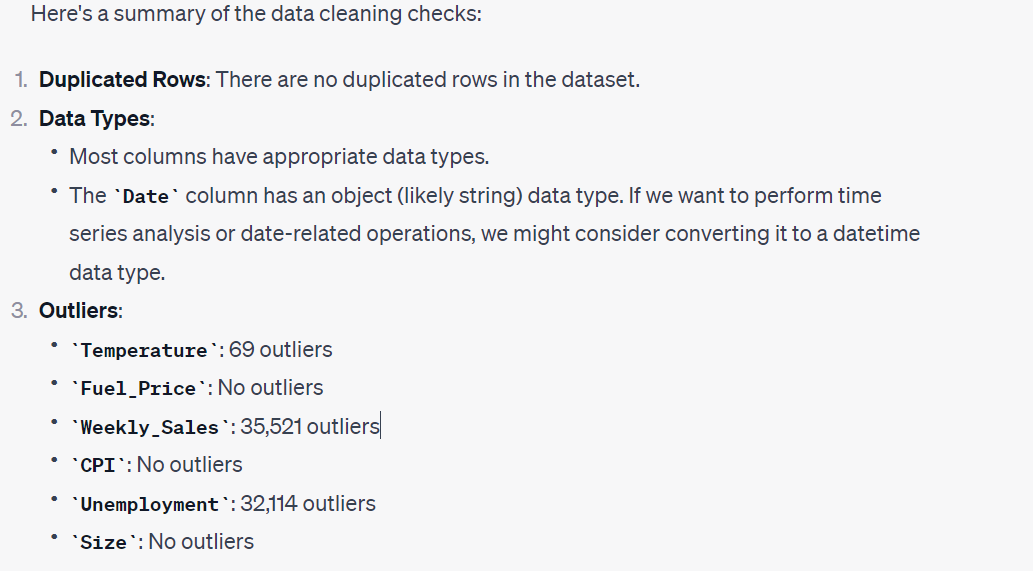 Here's a summary of the data cleaning checks:
1. Duplicated Rows: There are no duplicated rows in the dataset.
2. Data Types:
• Most columns have appropriate data types.
• The `Date` column has an object (likely string) data type. If we want to perform time
series analysis or date-related operations, we might consider converting it to a datetime
data type.
3. Outliers:
• `Temperature`: 69 outliers
• `Fuel_Price`: No outliers
• `Weekly_Sales`: 35,521 outliers
• `CPI`: No outliers
• `Unemployment`: 32,114 outliers
• `Size`: No outliers